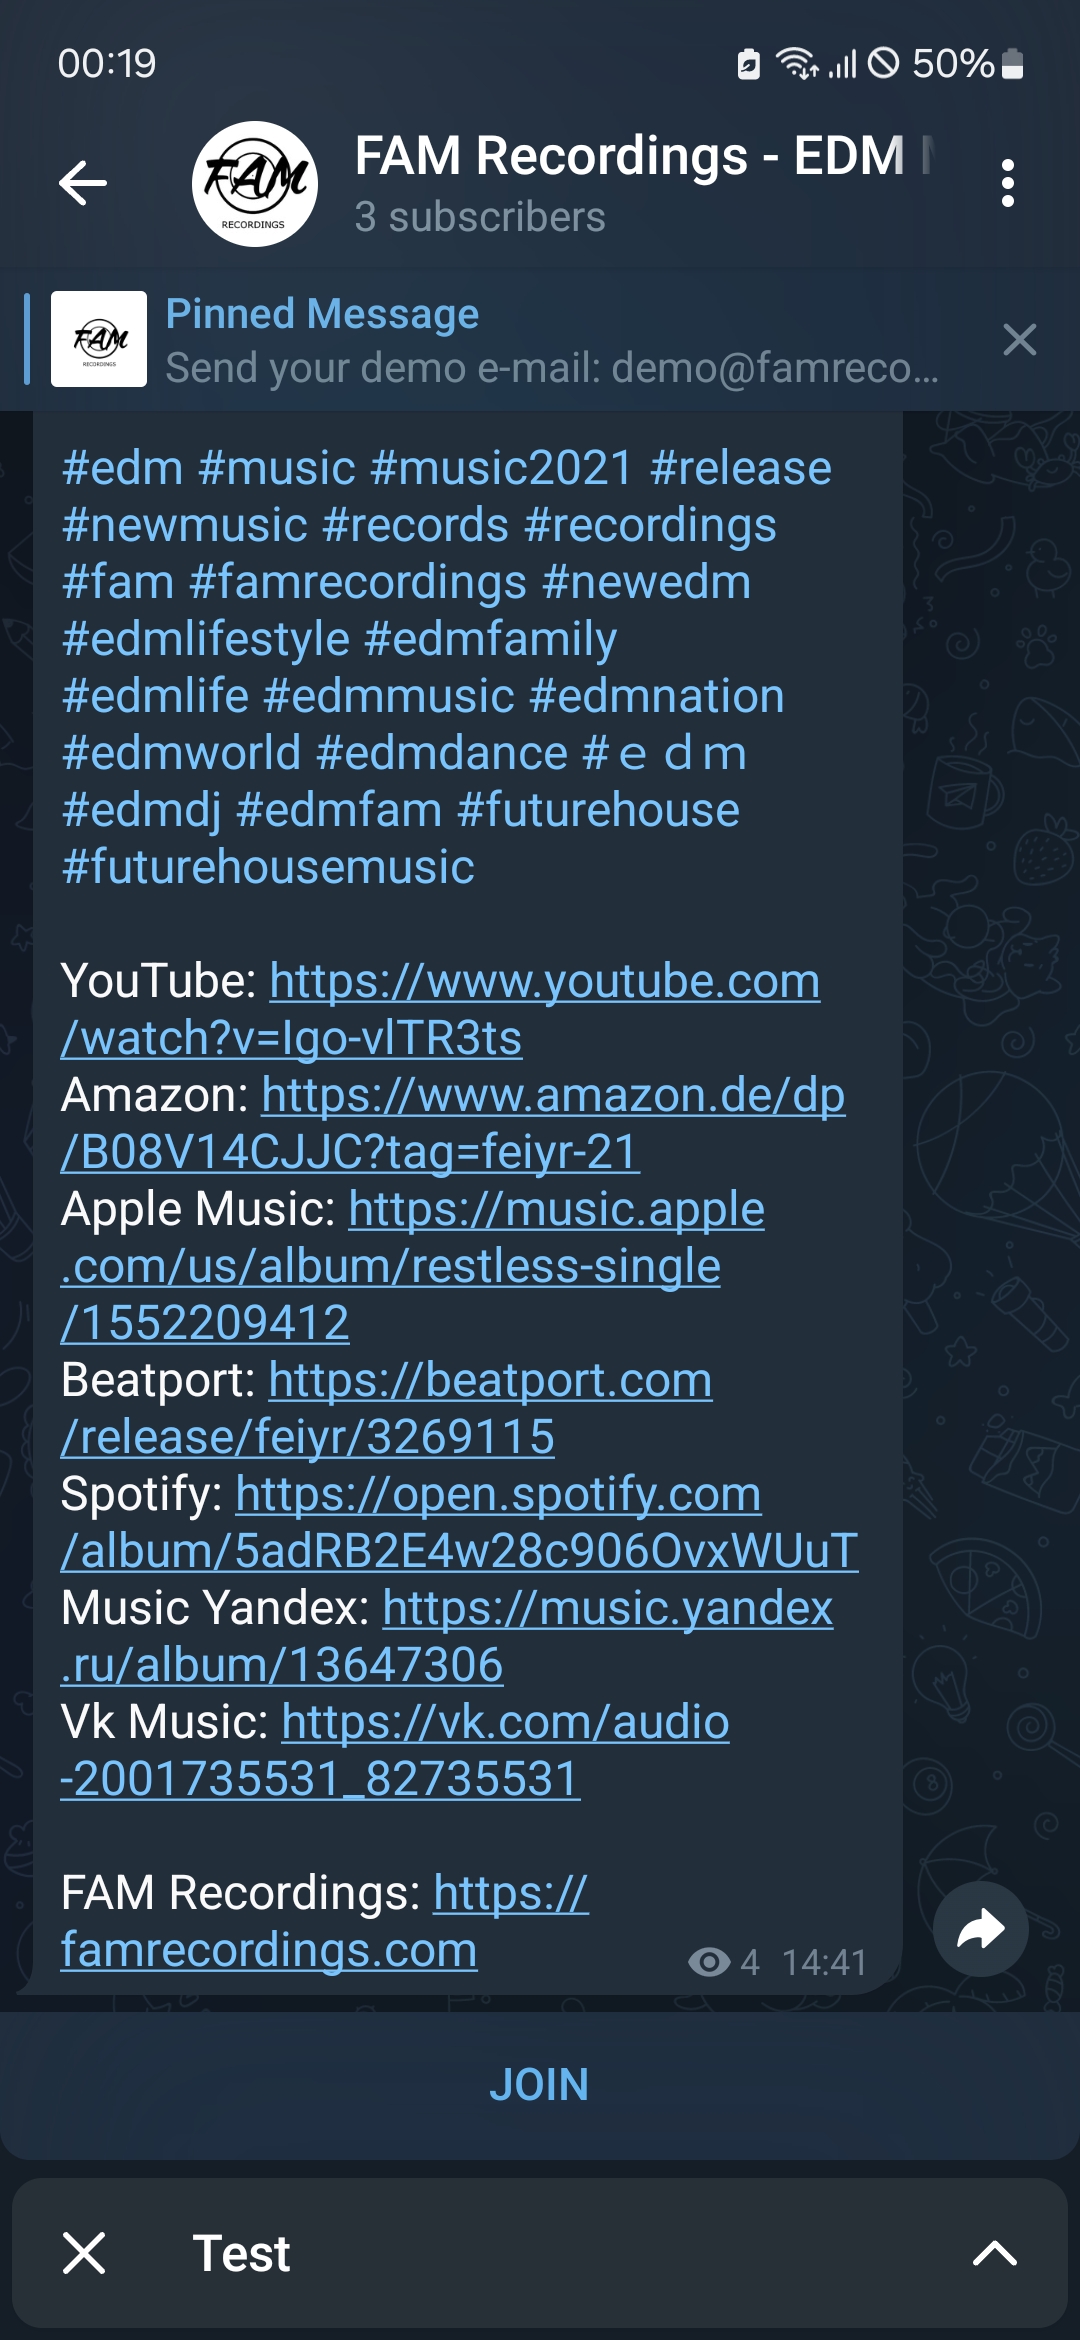 00:19
50%
FAM
RECORDINGS
FAM Recordings - EDM
3 subscribers
FAM
RECORDINGS
Pinned Message
Send your demo e-mail: demo@famreco...
#edm #music #music2021 #release
#newmusic #records #recordings
#fam #famrecordings #newedm
#edmlifestyle #edmfamily
#edmlife #edmmusic #edmnation
#edmworld #edmdance #ｅｄｍ
#edmdj #edmfam #futurehouse
#futurehousemusic
YouTube: https://www.youtube.com
/watch?v=Igo-vlTR3ts
Amazon: https://www.amazon.de/dp
/B08V14CJJC?tag=feiyr-21
Apple Music: https://music.apple
.com/us/album/restless-single
/1552209412
Beatport: https://beatport.com
/release/feiyr/3269115
Spotify: https://open.spotify.com
/album/5adRB2E4w28c906OvxWUuT
Music Yandex: https://music.yandex
.ru/album/13647306
Vk Music: https://vk.com/audio
-2001735531_82735531
FAM Recordings: https://
famrecordings.com
4 14:41
JOIN
Test